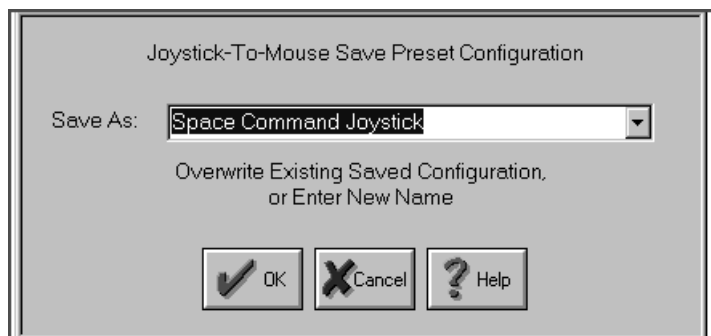 Joystick-To-Mouse Save Preset Configuration
Save As: Space Command Joystick
Overwrite Existing Saved Configuration,
or Enter New Name
OK Cancel Help